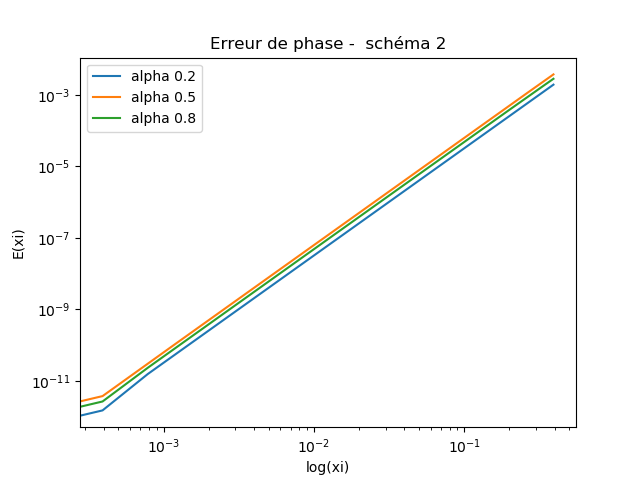 Erreur de phase -  schéma 2
alpha 0.2
alpha 0.5
alpha 0.8
E(xi)
10⁻³
10⁻⁵
10⁻⁷
10⁻⁹
10⁻¹¹
10⁻³
10⁻²
10⁻¹
log(xi)